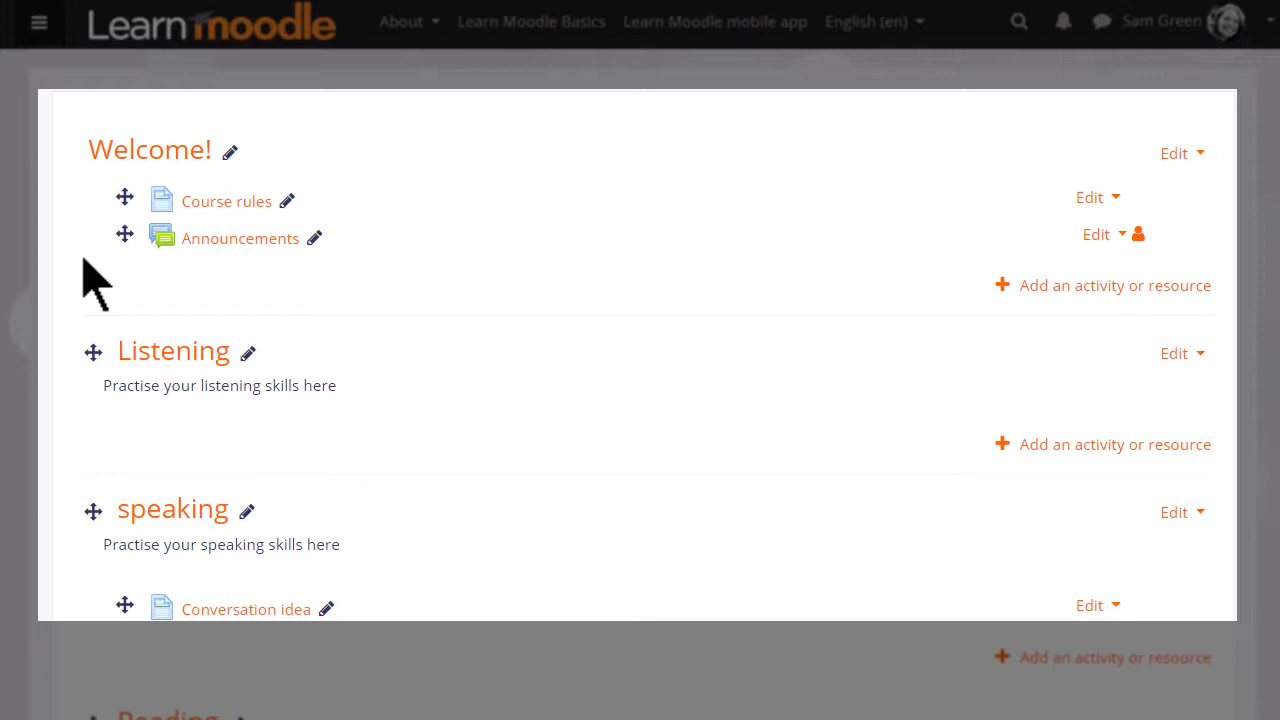 Learn moodle About Learn Moodle Basics Learn Moodle mobile app English (en) Sam Green
Welcome! Edit
Course rules Edit
Announcements Edit
Add an activity or resource
Listening Edit
Practise your listening skills here
Add an activity or resource
speaking Edit
Practise your speaking skills here
Conversation idea Edit
Add an activity or resource
Reading